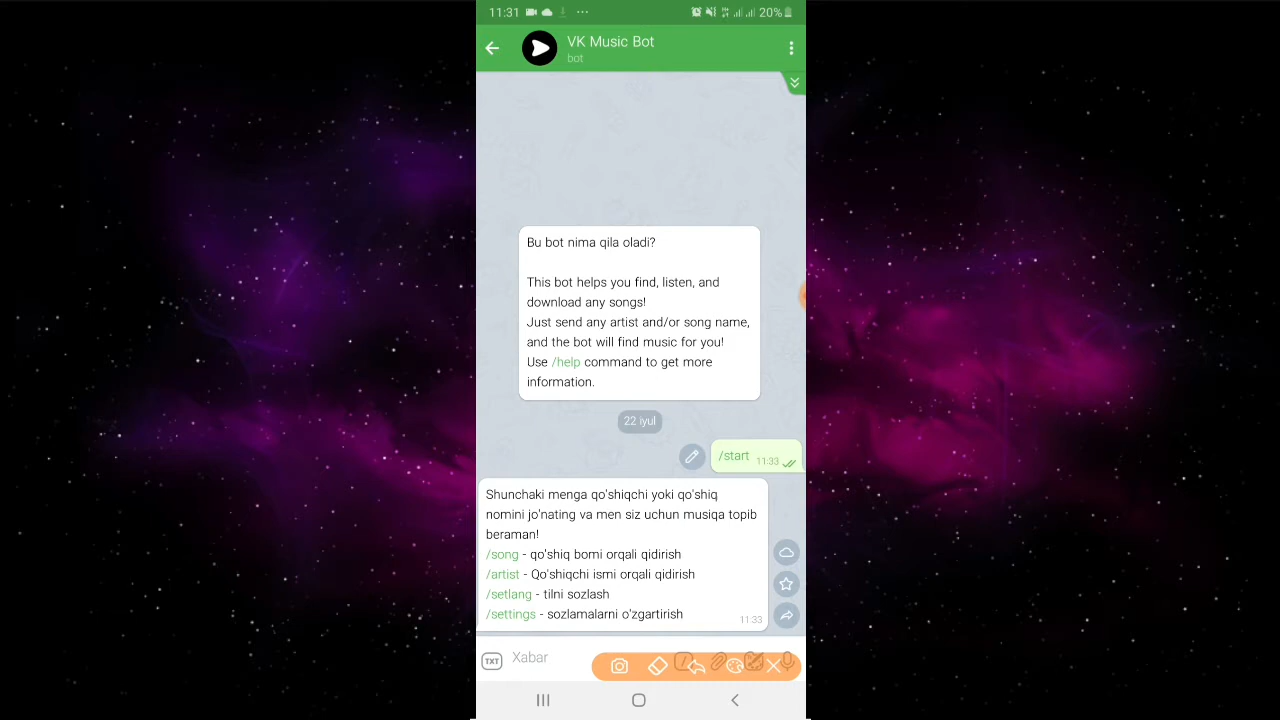 11:31
20%
VK Music Bot
bot
Bu bot nima qila oladi?
This bot helps you find, listen, and
download any songs!
Just send any artist and/or song name,
and the bot will find music for you!
Use /help command to get more
information.
22 iyul
/start 11:33
Shunchaki menga qo'shiqchi yoki qo'shiq
nomini jo'nating va men siz uchun musiqa topib
beraman!
/song - qo'shiq bomi orqali qidirish
/artist - Qo'shiqchi ismi orqali qidirish
/setlang - tilni sozlash
/settings - sozlamalarni o'zgartirish
11:33
TXT Xabar